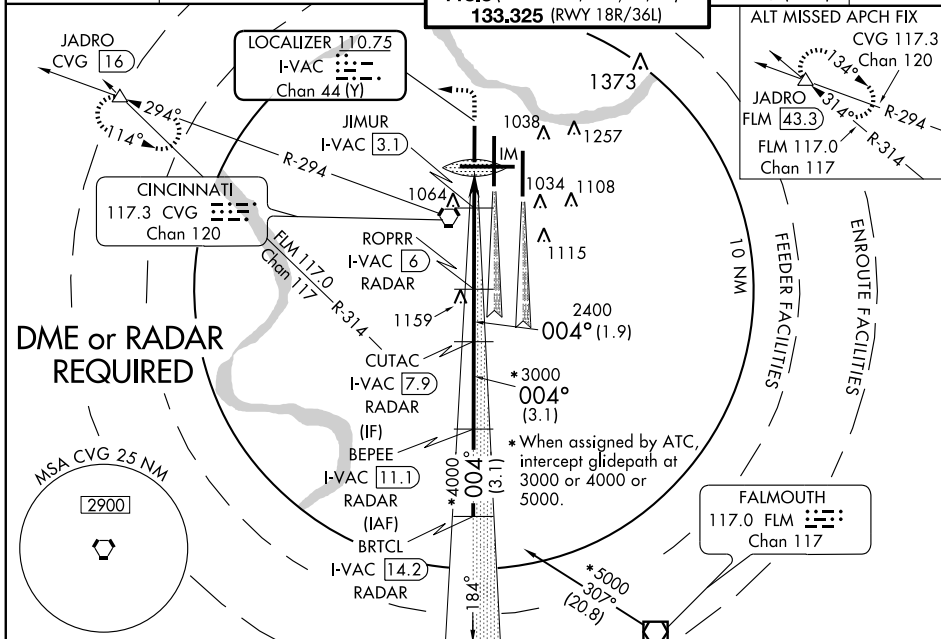 133.325 (RWY 18R/36L)
ALT MISSED APCH FIX
CVG 117.3
Chan 120
134°
314°
JADRO
FLM 43.3
R-294
R-314
FLM 117.0
Chan 117
JADRO
CVG 16
294°
114°
R-294
LOCALIZER 110.75
I-VAC
Chan 44 (Y)
JIMUR
I-VAC 3.1
IM
1373
1038
1257
1064
1034
1108
1115
CINCINNATI
117.3 CVG
Chan 120
FLM 117.0
Chan 117
R-314
ROPRR
I-VAC 6
RADAR
1159
2400
004° (1.9)
10 NM
FEEDER FACILITIES
ENROUTE FACILITIES
DME or RADAR
REQUIRED
CUTAC
I-VAC 7.9
RADAR
*3000
004°
(3.1)
(IF)
BEPEE
I-VAC 11.1
RADAR
*4000
004°
(3.1)
* When assigned by ATC,
intercept glidepath at
3000 or 4000 or
5000.
(IAF)
BRTCL
I-VAC 14.2
RADAR
184°
MSA CVG 25 NM
2900
FALMOUTH
117.0 FLM
Chan 117
*5000
307°
(20.8)